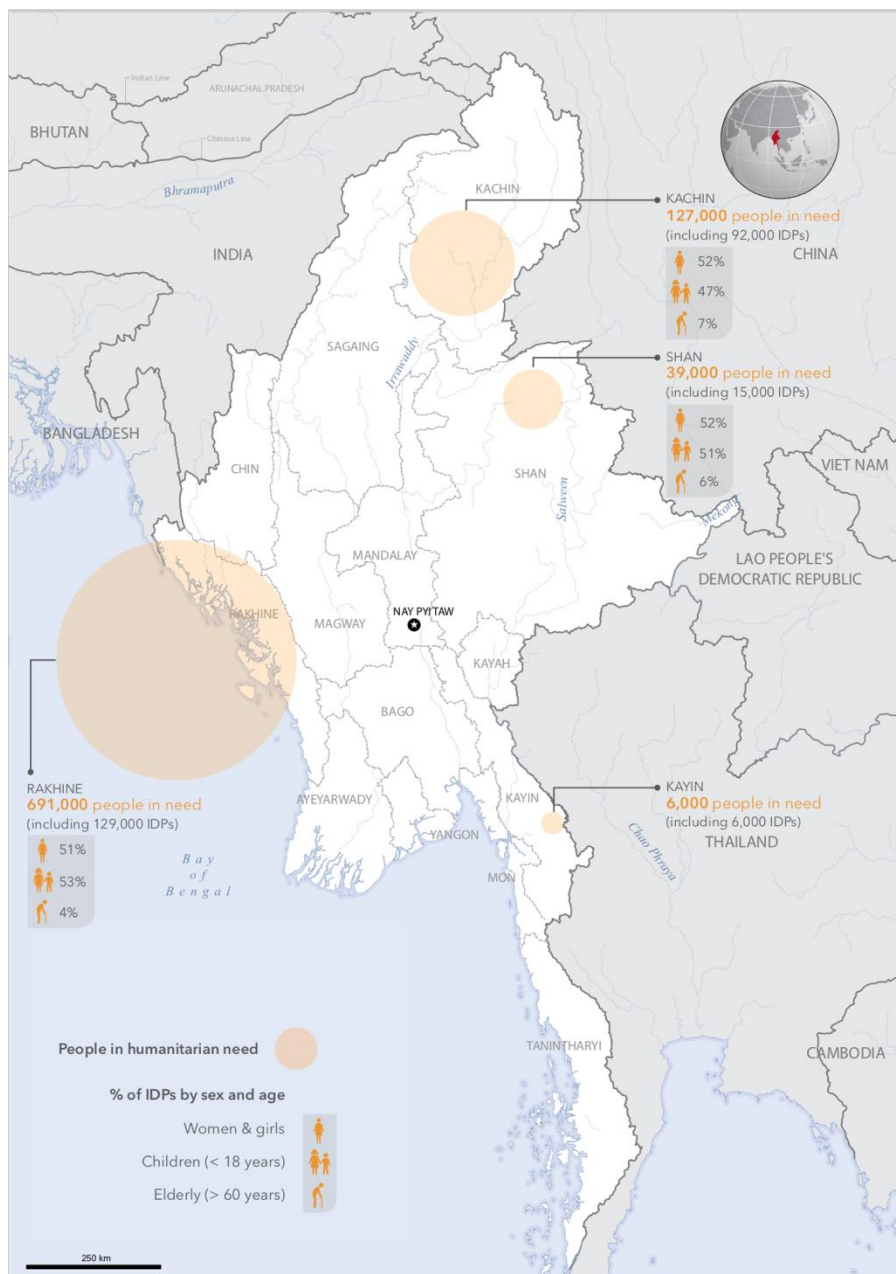 Indian Line
ARUNACHAL PRADESH
BHUTAN
Chinese Line
Bhramaputra
KACHIN
KACHIN
127,000 people in need
(including 92,000 IDPs)
52%
47%
7%
INDIA
CHINA
SAGAING
Irrawaddy
SHAN
39,000 people in need
(including 15,000 IDPs)
52%
51%
6%
BANGLADESH
CHIN
SHAN
Salween
VIET NAM
Mekong
MANDALAY
LAO PEOPLE'S
DEMOCRATIC REPUBLIC
RAKHINE
MAGWAY
NAY PYI TAW
KAYAH
BAGO
RAKHINE
691,000 people in need
(including 129,000 IDPs)
51%
53%
4%
AYEYARWADY
YANGON
KAYIN
KAYIN
6,000 people in need
(including 6,000 IDPs)
THAILAND
Chao Phraya
MON
Bay
of
Bengal
TANINTHARYI
CAMBODIA
People in humanitarian need
% of IDPs by sex and age
Women & girls
Children (< 18 years)
Elderly (> 60 years)
250 km